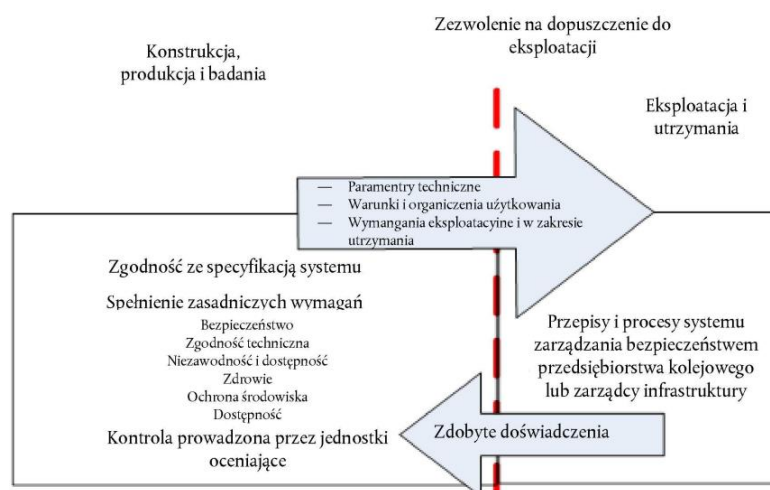 Konstrukcja,
produkcja i badania
Zezwolenie na dopuszczenie do
eksploatacji
Eksploatacja i
utrzymania
— Paramentry techniczne
— Warunki i organiczenia użytkowania
— Wymangania eksploatacyjne i w zakresie
utrzymania
Zgodność ze specyfikacją systemu
Spełnienie zasadniczych wymagań
Bezpieczeństwo
Zgodność techniczna
Niezawodność i dostępność
Zdrowie
Ochrona środowiska
Dostępność
Kontrola prowadzona przez jednostki
oceniające
Przepisy i procesy systemu
zarządzania bezpieczeństwem
przedsiębiorstwa kolejowego
lub zarządcy infrastruktury
Zdobyte doświadczenia